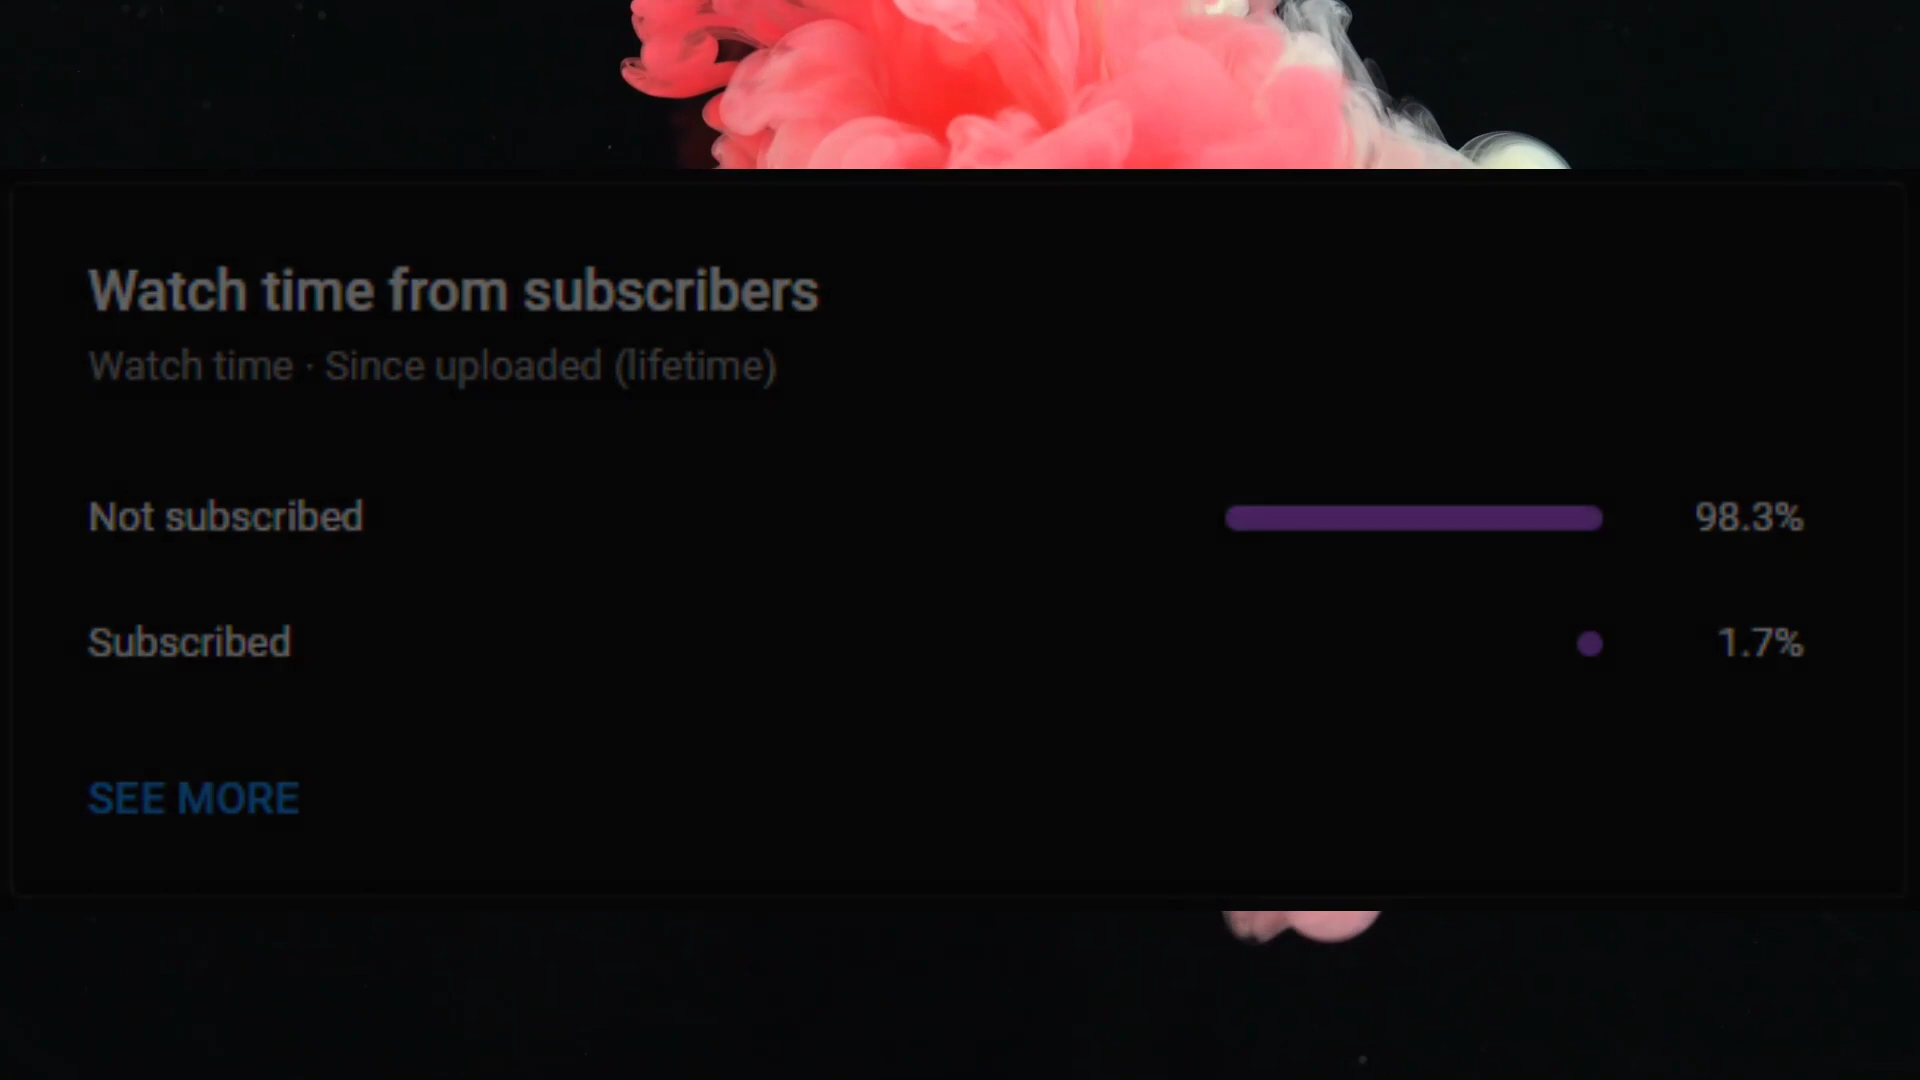 Watch time from subscribers
Watch time · Since uploaded (lifetime)
Not subscribed 98.3%
Subscribed 1.7%
SEE MORE